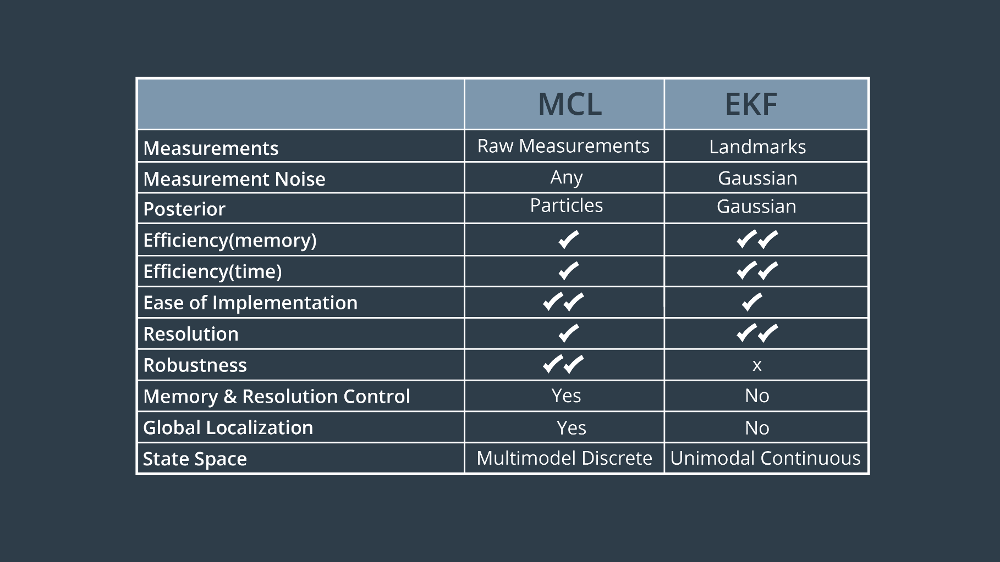 MCL EKF
Measurements Raw Measurements Landmarks
Measurement Noise Any Gaussian
Posterior Particles Gaussian
Efficiency(memory) ✓ ✓✓
Efficiency(time) ✓ ✓✓
Ease of Implementation ✓✓ ✓
Resolution ✓ ✓✓
Robustness ✓✓ x
Memory & Resolution Control Yes No
Global Localization Yes No
State Space Multimodel Discrete Unimodal Continuous